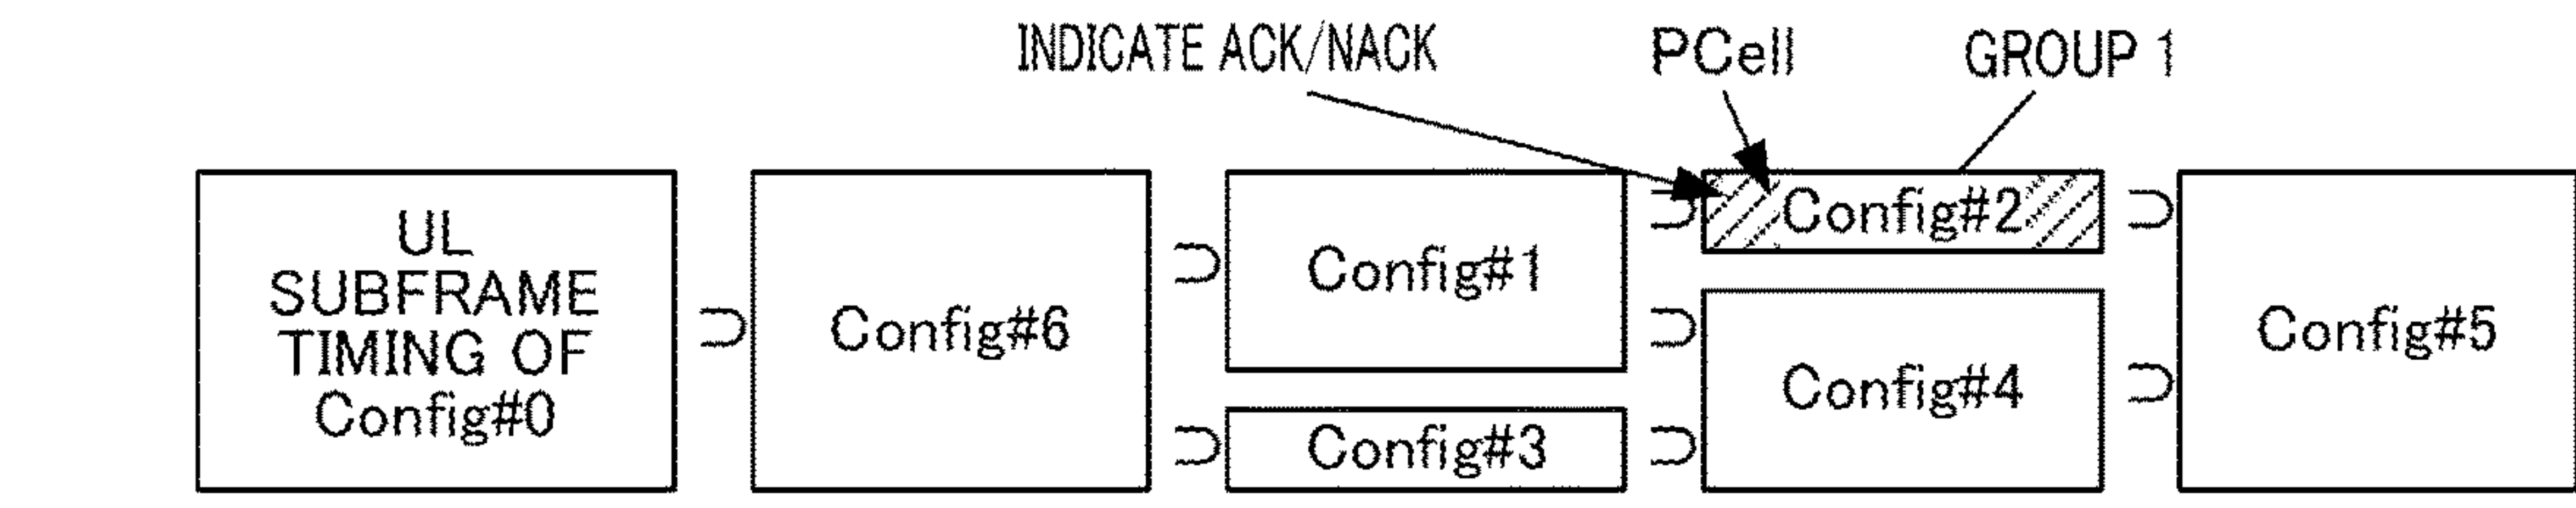 INDICATE ACK/NACK
PCell
GROUP 1
UL
SUBFRAME
TIMING OF
Config#0
⊃
Config#6
⊃
⊃
Config#1
Config#3
⊃
⊃
⊃
Config#2
Config#4
⊃
⊃
Config#5